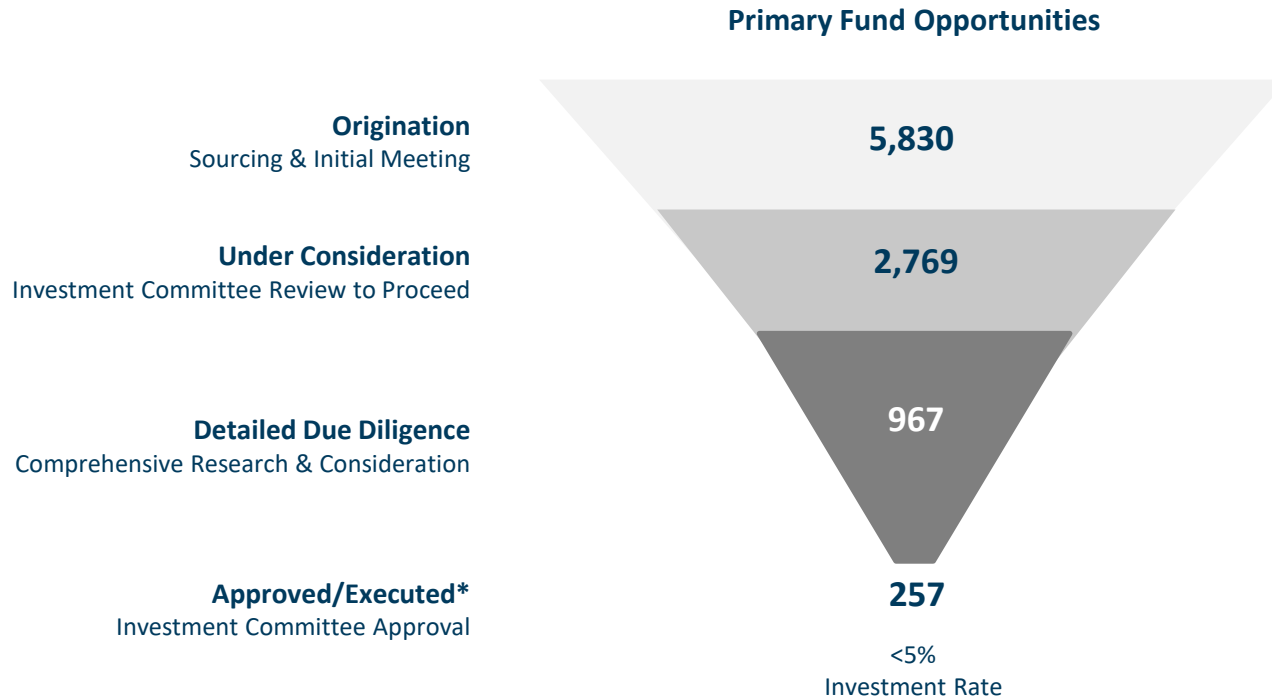 Primary Fund Opportunities
Origination
Sourcing & Initial Meeting
5,830
Under Consideration
Investment Committee Review to Proceed
2,769
Detailed Due Diligence
Comprehensive Research & Consideration
967
Approved/Executed*
Investment Committee Approval
257
<5%
Investment Rate